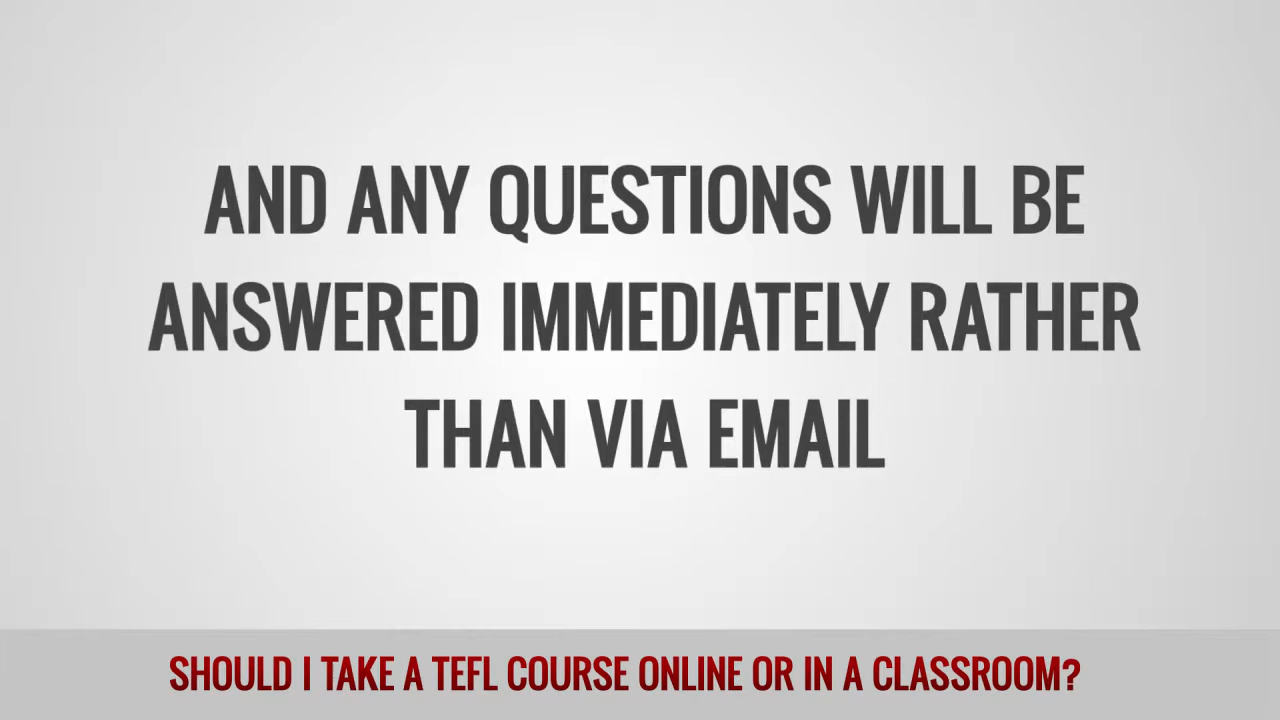 AND ANY QUESTIONS WILL BE
ANSWERED IMMEDIATELY RATHER
THAN VIA EMAIL
SHOULD I TAKE A TEFL COURSE ONLINE OR IN A CLASSROOM?